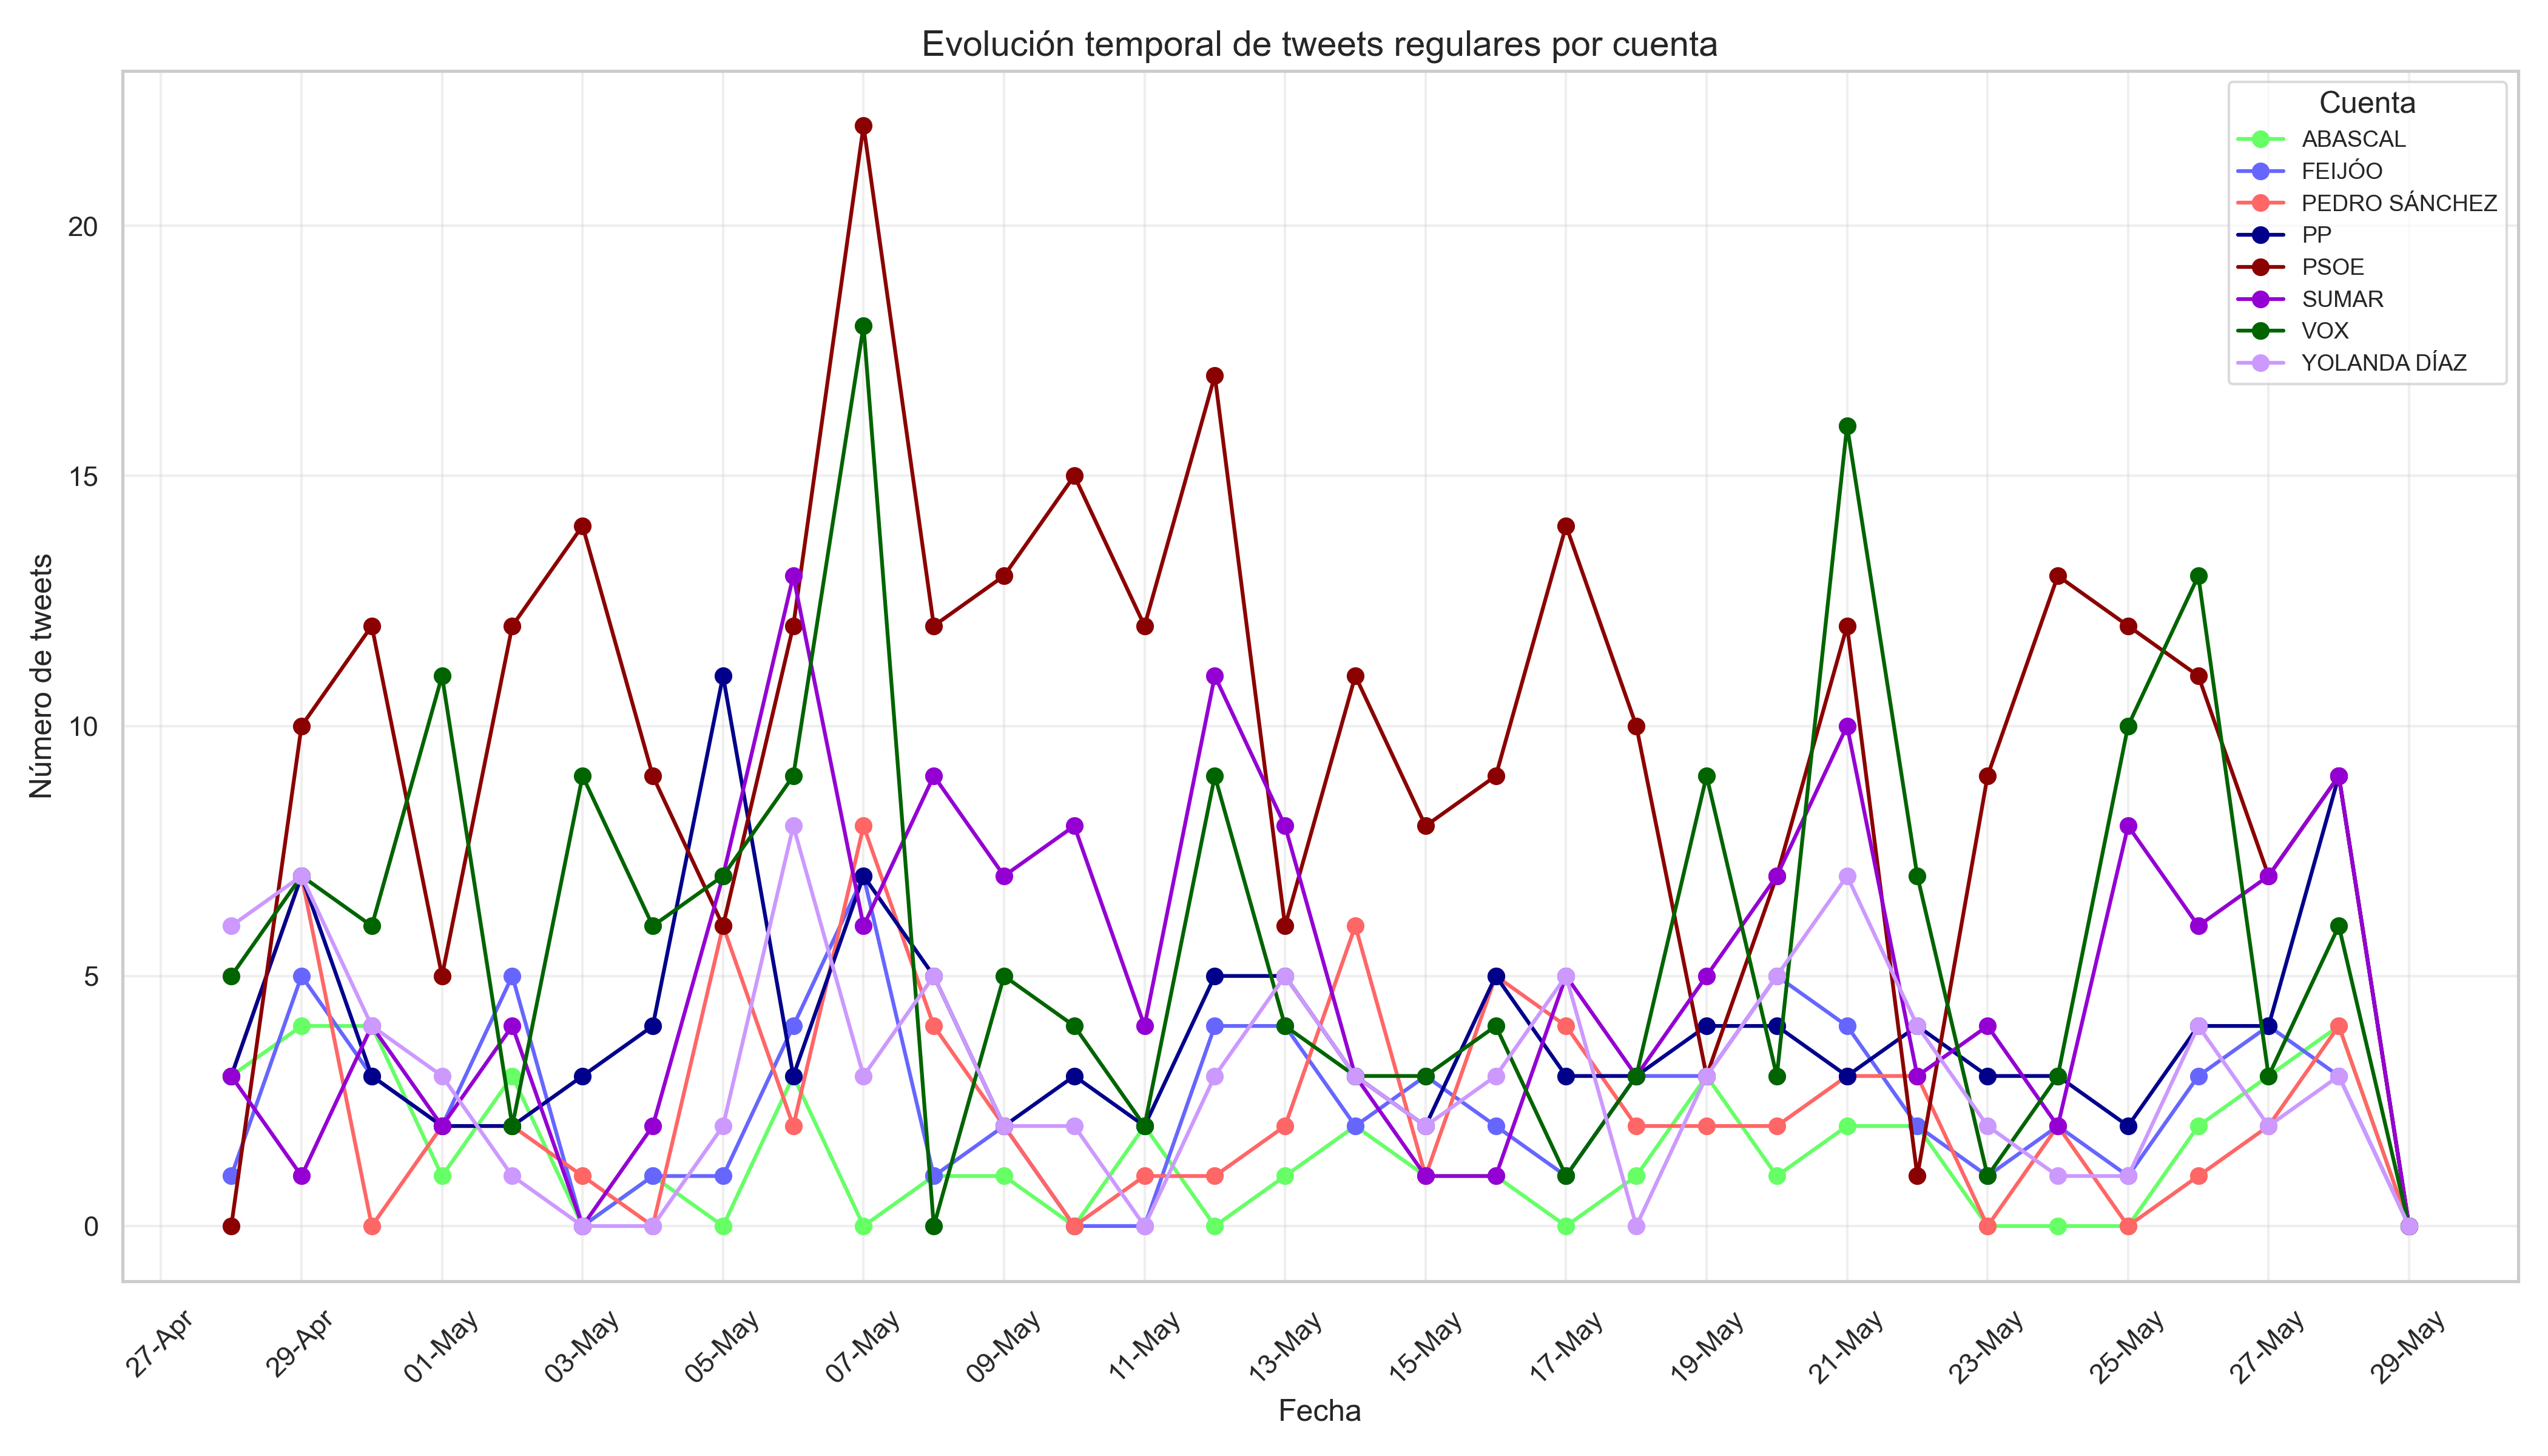 Evolución temporal de tweets regulares por cuenta
Cuenta
ABASCAL
FEIJÓO
PEDRO SÁNCHEZ
PP
PSOE
SUMAR
VOX
YOLANDA DÍAZ
Número de tweets
20
15
10
5
0
27-Apr
29-Apr
01-May
03-May
05-May
07-May
09-May
11-May
13-May
15-May
17-May
19-May
21-May
23-May
25-May
27-May
29-May
Fecha